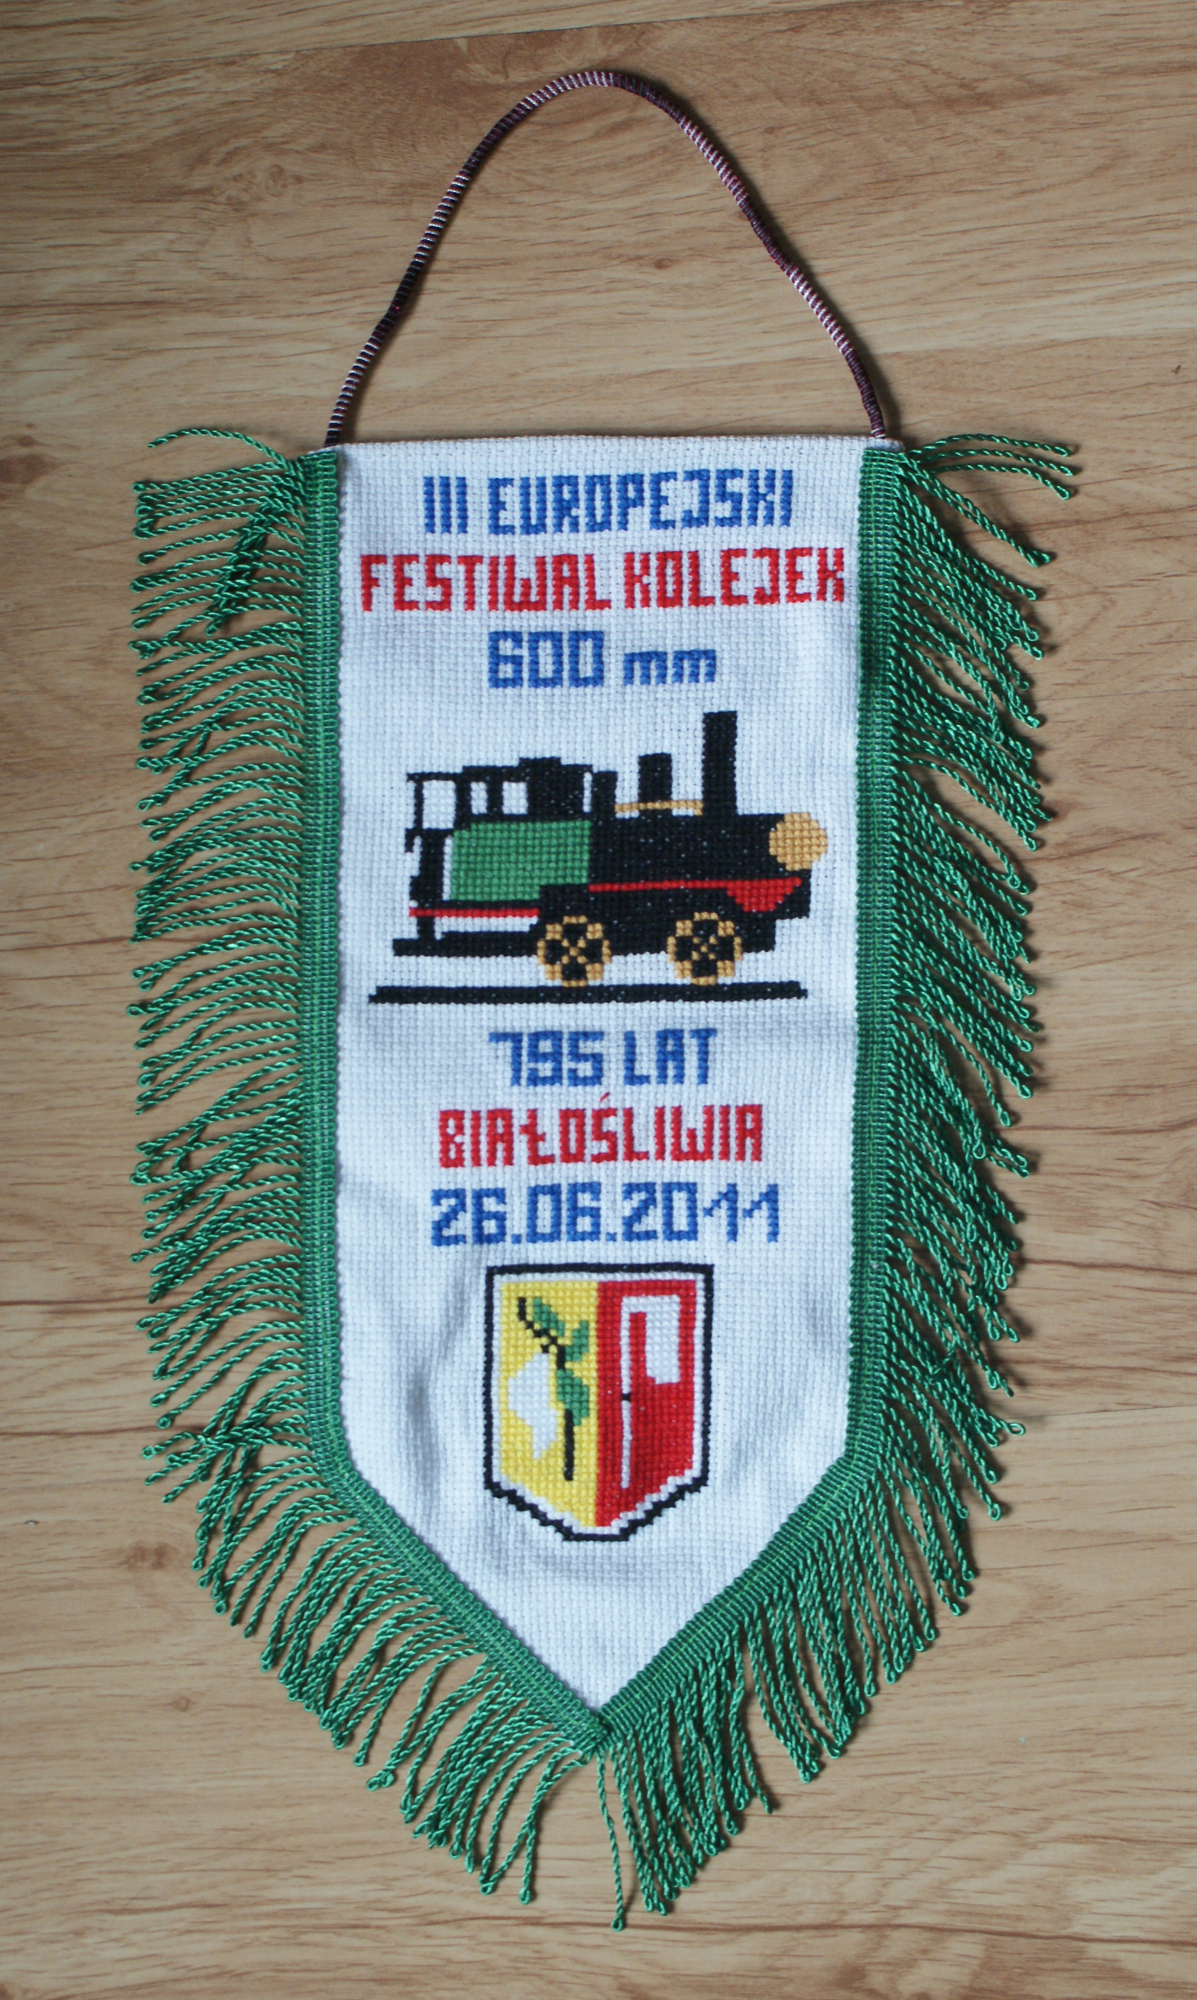 III EUROPEJSKI
FESTIWAL KOLEJEK
600 mm
795 LAT
BIAŁOŚLIWIA
26.06.2011